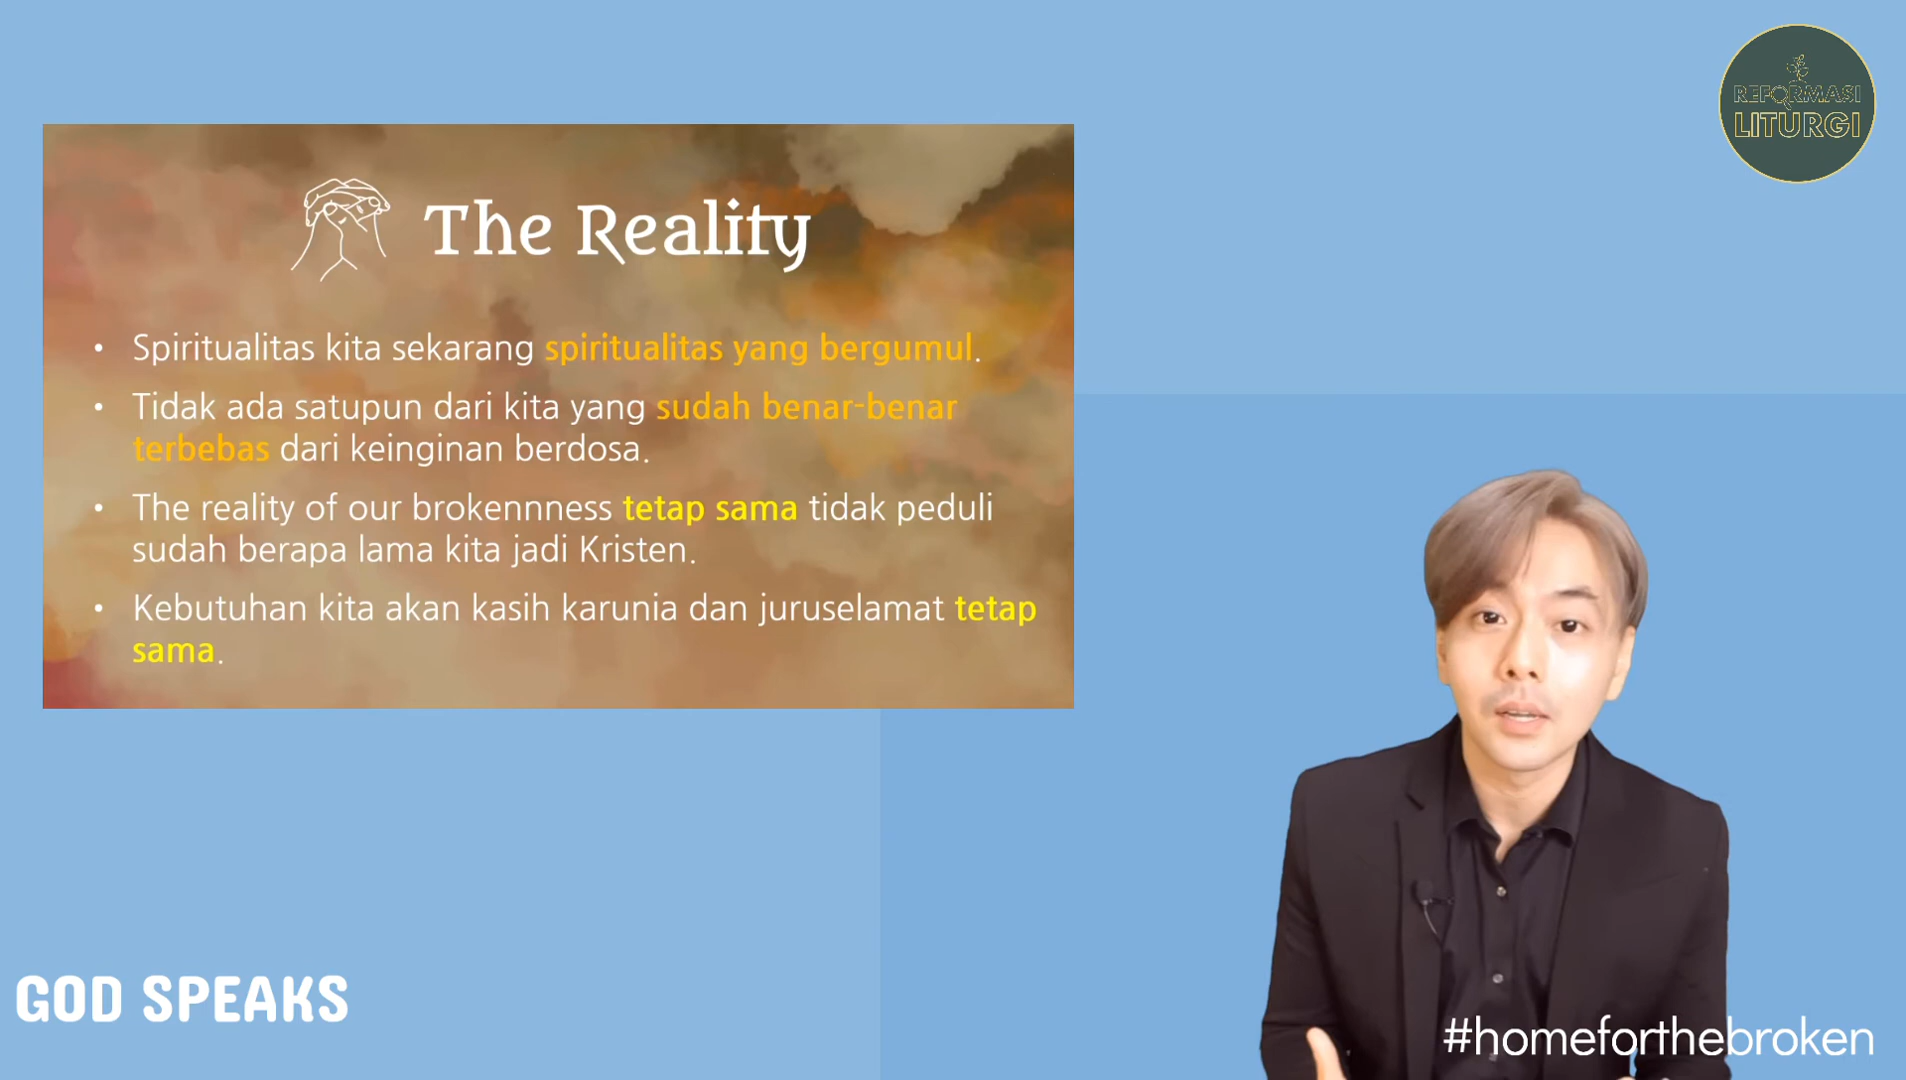 REFORMASI
LITURGI
The Reality
• Spiritualitas kita sekarang spiritualitas yang bergumul.
• Tidak ada satupun dari kita yang sudah benar-benar
terbebas dari keinginan berdosa.
• The reality of our brokennness tetap sama tidak peduli
sudah berapa lama kita jadi Kristen.
• Kebutuhan kita akan kasih karunia dan juruselamat tetap
sama.
GOD SPEAKS
#homeforthebroken